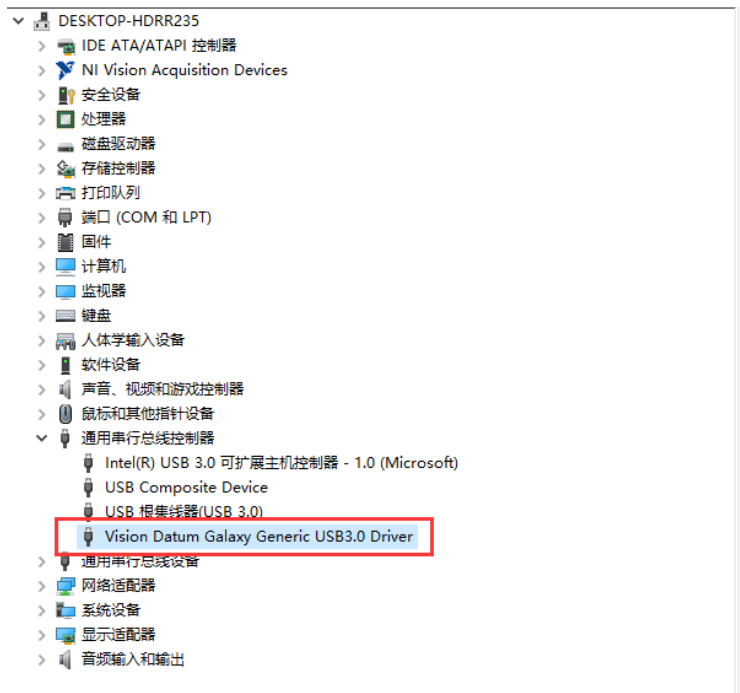 DESKTOP-HDRR235
IDE ATA/ATAPI 控制器
NI Vision Acquisition Devices
安全设备
处理器
磁盘驱动器
存储控制器
打印队列
端口 (COM 和 LPT)
固件
计算机
监视器
键盘
人体学输入设备
软件设备
声音、视频和游戏控制器
鼠标和其他指针设备
通用串行总线控制器
Intel(R) USB 3.0 可扩展主机控制器 - 1.0 (Microsoft)
USB Composite Device
USB 根集线器(USB 3.0)
Vision Datum Galaxy Generic USB3.0 Driver
通用串行总线设备
网络适配器
系统设备
显示适配器
音频输入和输出